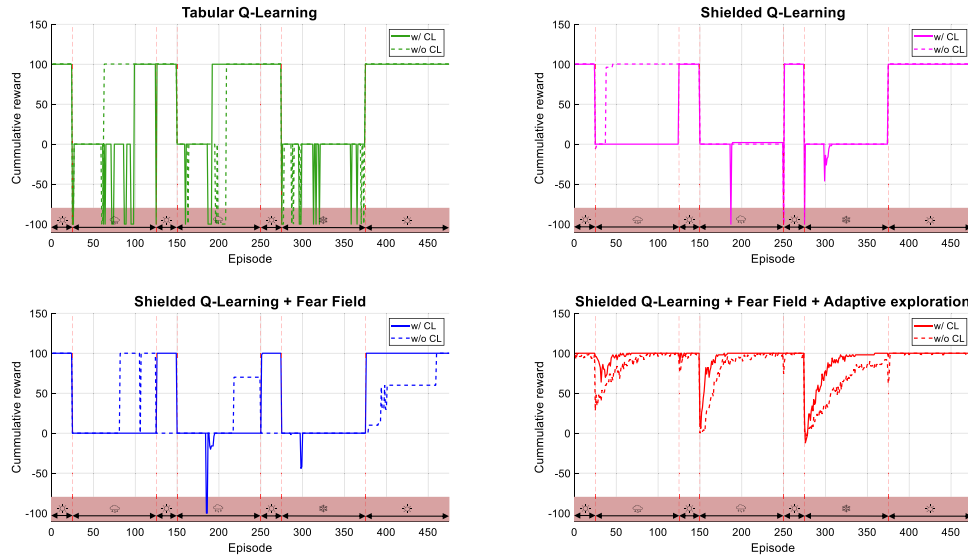 Tabular Q-Learning
150
100
50
0
-50
-100
Cummulative reward
w/ CL
w/o CL
0 50 100 150 200 250 300 350 400 450
Episode
Shielded Q-Learning
150
100
50
0
-50
-100
Cummulative reward
w/ CL
w/o CL
0 50 100 150 200 250 300 350 400 450
Episode
Shielded Q-Learning + Fear Field
150
100
50
0
-50
-100
Cummulative reward
w/ CL
w/o CL
0 50 100 150 200 250 300 350 400 450
Episode
Shielded Q-Learning + Fear Field + Adaptive exploration
150
100
50
0
-50
-100
Cummulative reward
w/ CL
w/o CL
0 50 100 150 200 250 300 350 400 450
Episode